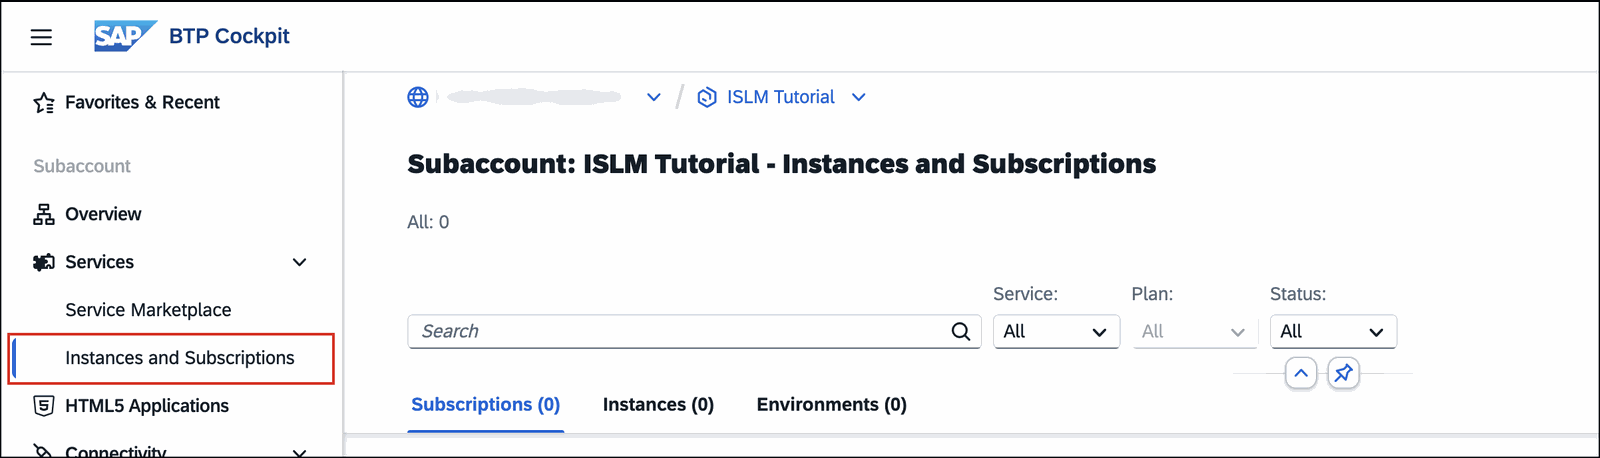 SAP BTP Cockpit
Favorites & Recent
Subaccount
Overview
Services
Service Marketplace
Instances and Subscriptions
HTML5 Applications
Connectivity
/ ISLM Tutorial
Subaccount: ISLM Tutorial - Instances and Subscriptions
All: 0
Service: Plan: Status:
Search All All All
Subscriptions (0) Instances (0) Environments (0)